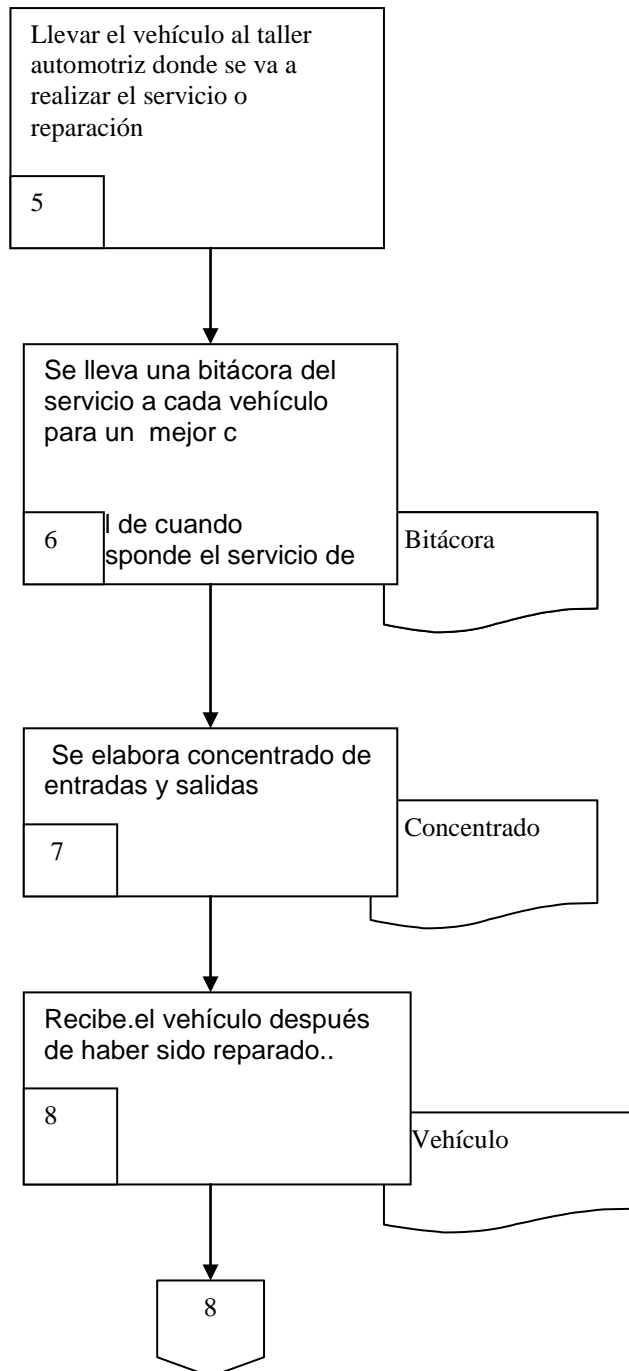 Llevar el vehículo al taller
automotriz donde se va a
realizar el servicio o
reparación
5
Se lleva una bitácora del
servicio a cada vehículo
para un mejor c
l de cuando
sponde el servicio de
6
Bitácora
Se elabora concentrado de
entradas y salidas
7
Concentrado
Recibe.el vehículo después
de haber sido reparado..
8
Vehículo
8